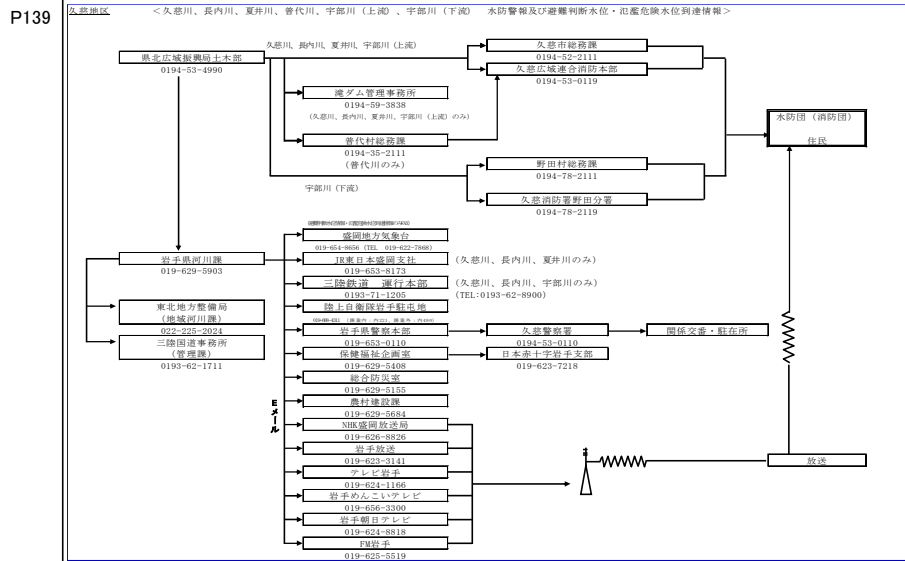 P139
久慈地区 <久慈川、長内川、夏井川、普代川、宇部川(上流)、宇部川(下流) 水防警報及び避難判断水位・氾濫危険水位到達情報>
県北広域振興局土木部
0194-53-4990
久慈川、長内川、夏井川、宇部川(上流)
久慈市総務課
0194-52-2111
久慈広域連合消防本部
0194-53-0119
滝ダム管理事務所
0194-59-3838
(久慈川、長内川、夏井川、宇部川(上流)のみ)
普代村総務課
0194-35-2111
(普代川のみ)
水防団(消防団)
住民
野田村総務課
0194-78-2111
宇部川(下流)
久慈消防署野田分署
0194-78-2119
盛岡地方気象台
019-654-8656 (TEL 019-622-7868)
岩手県河川課
019-629-5903
JR東日本盛岡支社
(久慈川、長内川、夏井川のみ)
019-653-8173
三陸鉄道 運行本部
(久慈川、長内川、宇部川のみ)
0193-71-1205
(TEL:0193-62-8900)
東北地方整備局
(地域河川課)
022-225-2024
陸上自衛隊岩手駐屯地
三陸国道事務所
(管理課)
0193-62-1711
岩手県警察本部
019-653-0110
久慈警察署
0194-53-0110
関係交番・駐在所
保健福祉企画室
019-629-5408
日本赤十字岩手支部
019-623-7218
総合防災室
019-629-5155
農村建設課
019-629-5684
Eメール
NHK盛岡放送局
019-626-8826
岩手放送
019-623-3141
テレビ岩手
019-624-1166
岩手めんこいテレビ
019-656-3300
岩手朝日テレビ
019-624-8818
FM岩手
019-625-5519
放送